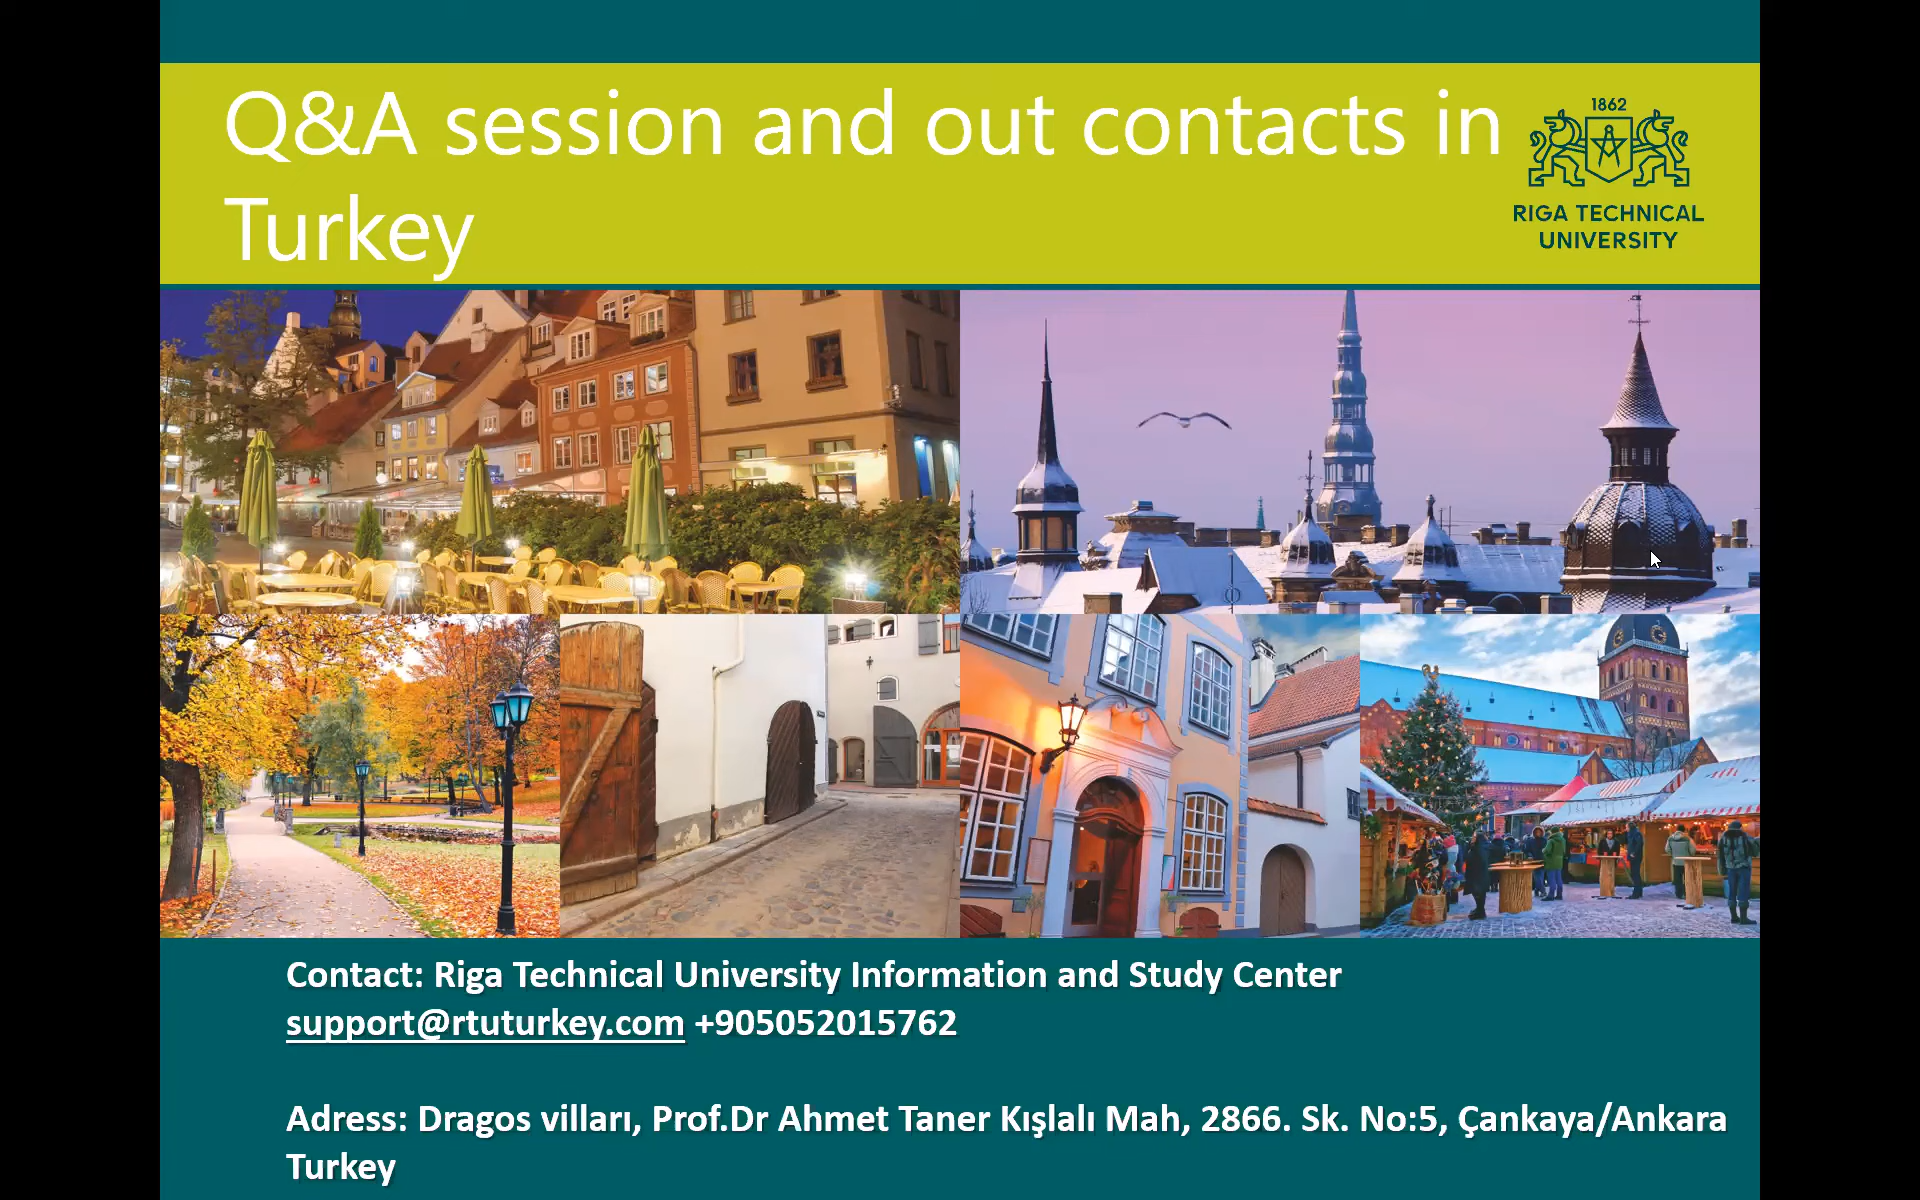 Q&A session and out contacts in
Turkey
1862
RIGA TECHNICAL
UNIVERSITY
Contact: Riga Technical University Information and Study Center
support@rtuturkey.com +905052015762
Adress: Dragos vilları, Prof.Dr Ahmet Taner Kışlalı Mah, 2866. Sk. No:5, Çankaya/Ankara
Turkey